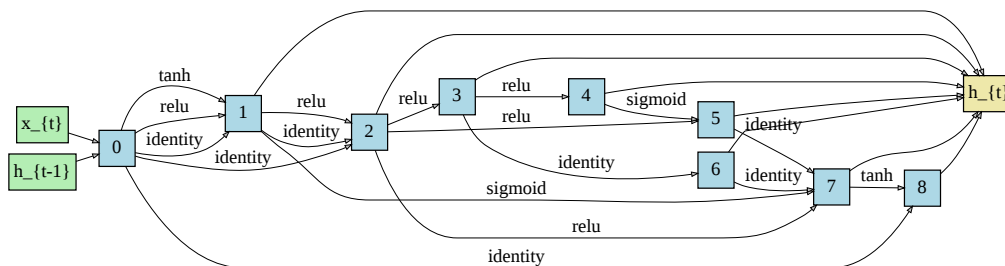 x_{t}
h_{t-1}
0
tanh
relu
identity
identity
1
relu
identity
sigmoid
2
relu
relu
relu
3
relu
identity
4
sigmoid
5
identity
6
identity
7
tanh
8
identity
h_{t}